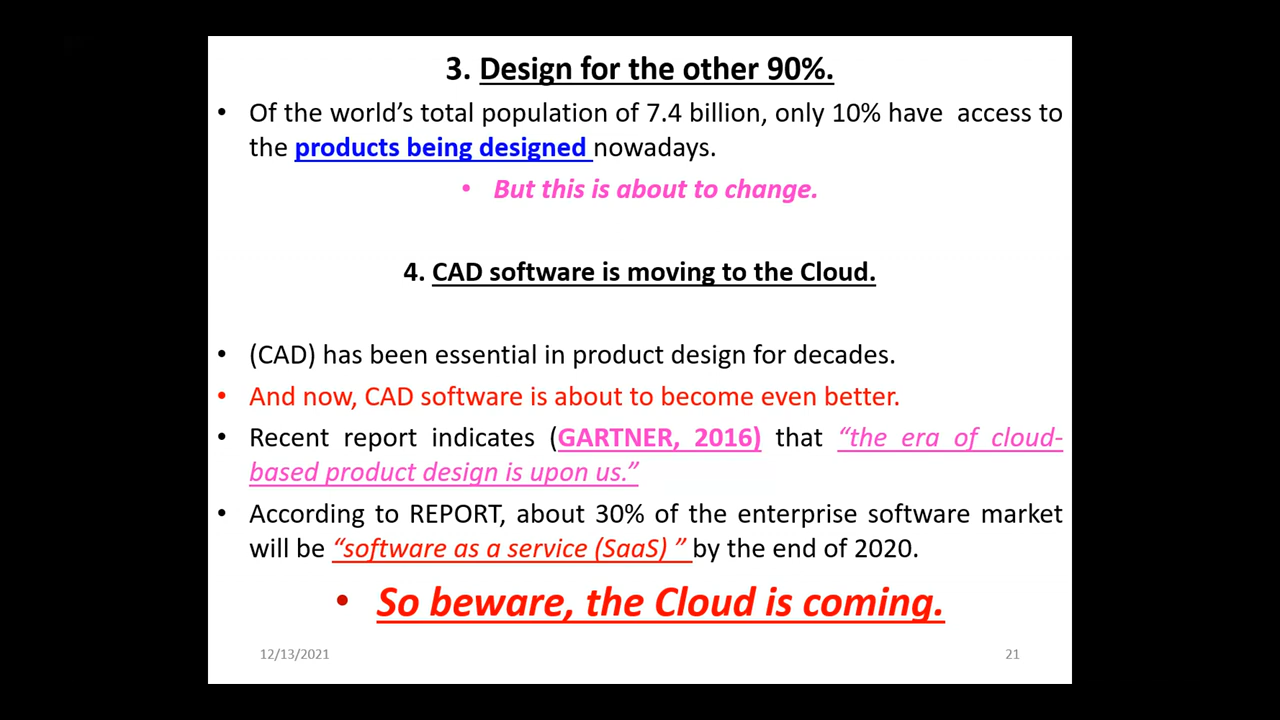 3. Design for the other 90%.
• Of the world’s total population of 7.4 billion, only 10% have access to
the products being designed nowadays.
• But this is about to change.
4. CAD software is moving to the Cloud.
• (CAD) has been essential in product design for decades.
• And now, CAD software is about to become even better.
• Recent report indicates (GARTNER, 2016) that “the era of cloud-
based product design is upon us.”
• According to REPORT, about 30% of the enterprise software market
will be “software as a service (SaaS) ” by the end of 2020.
• So beware, the Cloud is coming.
12/13/2021
21